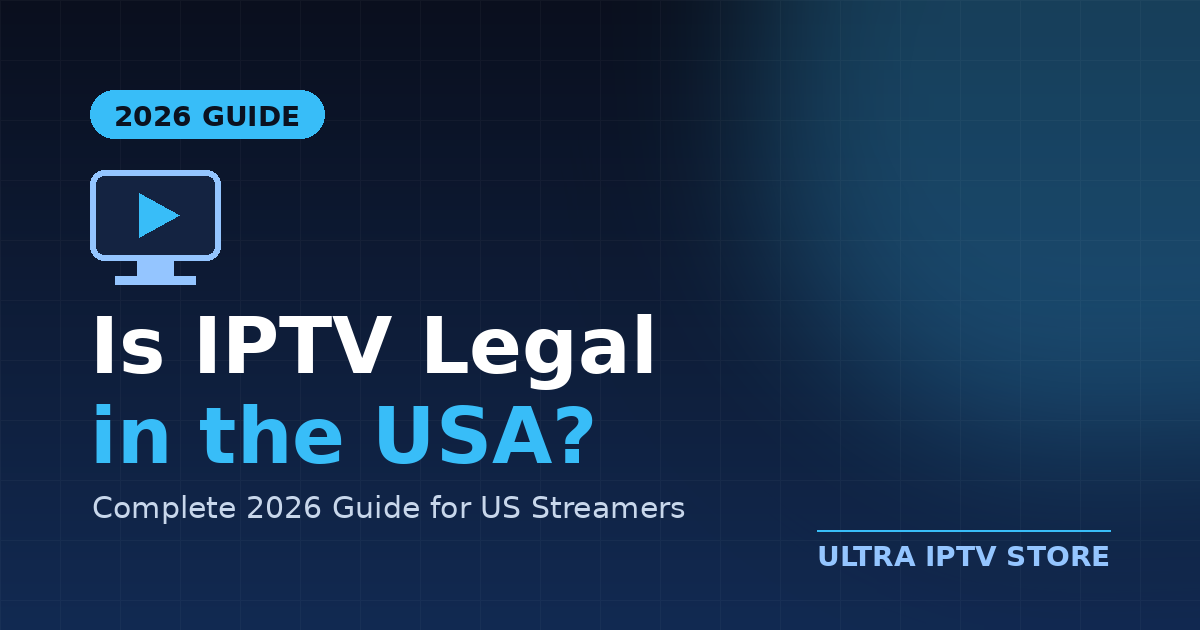 2026 GUIDE
Is IPTV Legal
in the USA?
Complete 2026 Guide for US Streamers
ULTRA IPTV STORE